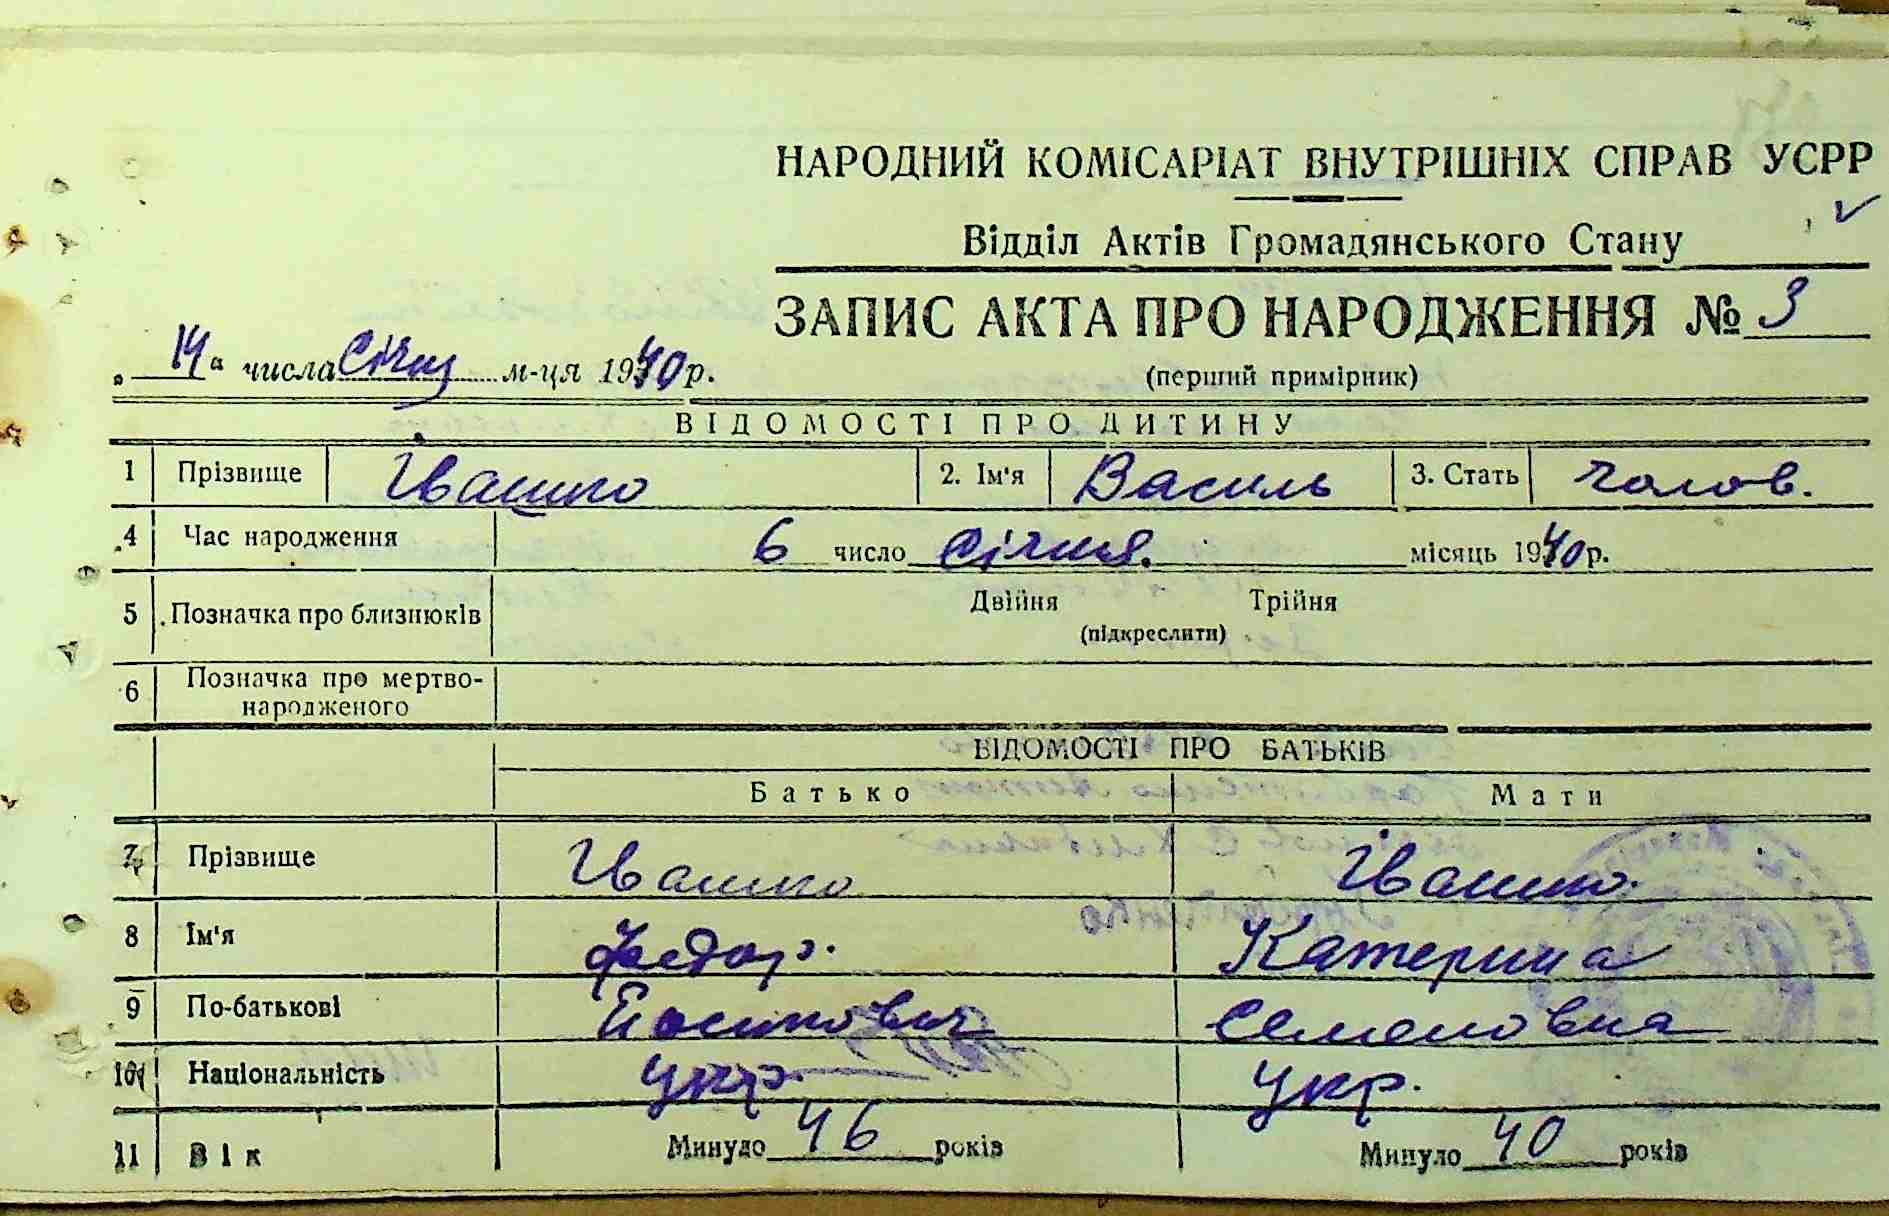 НАРОДНИЙ КОМІСАРІАТ ВНУТРІШНІХ СПРАВ УСРР
Відділ Актів Громадянського Стану
ЗАПИС АКТА ПРО НАРОДЖЕННЯ № 3
„ 14 “ числа Січня м-ця 1940 р.
(перший примірник)
ВІДОМОСТІ ПРО ДИТИНУ
1 Прізвище Івашко 2. Ім'я Василь 3. Стать чолов.
4 Час народження 6 число Січня. місяць 1940 р.
5 Позначка про близнюків Двійня Трійня
(підкреслити)
6 Позначка про мертво-
народженого
ВІДОМОСТІ ПРО БАТЬКІВ
Батько Мати
7 Прізвище Івашко Івашко.
8 Ім'я Федор. Катерина
9 По-батькові Йосипович Семеновна
10 Національність укр. Укр.
11 Вік Минуло 46 років Минуло 40 років